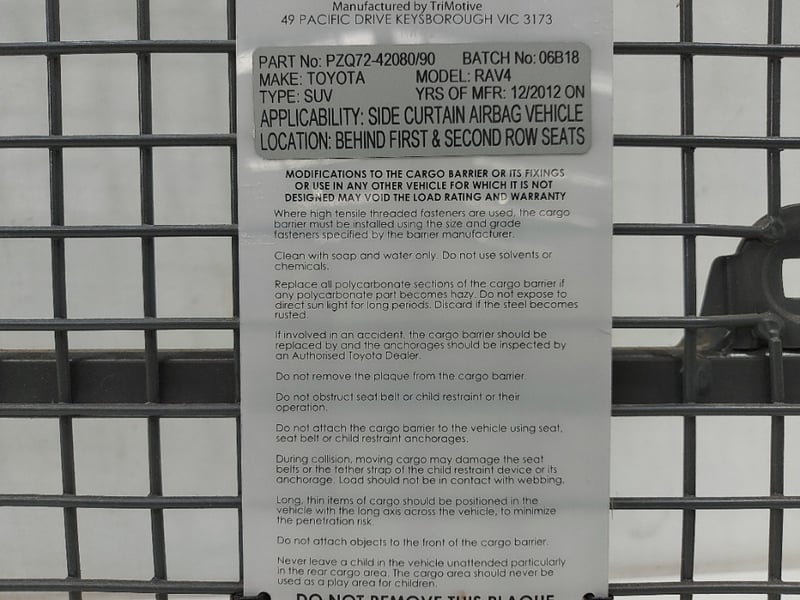 Manufactured by TriMotive
49 PACIFIC DRIVE KEYSBOROUGH VIC 3173
PART No: PZQ72-42080/90 BATCH No: 06B18
MAKE: TOYOTA MODEL: RAV4
TYPE: SUV YRS OF MFR: 12/2012 ON
APPLICABILITY: SIDE CURTAIN AIRBAG VEHICLE
LOCATION: BEHIND FIRST & SECOND ROW SEATS
MODIFICATIONS TO THE CARGO BARRIER OR ITS FIXINGS
OR USE IN ANY OTHER VEHICLE FOR WHICH IT IS NOT
DESIGNED MAY VOID THE LOAD RATING AND WARRANTY
Where high tensile threaded fasteners are used, the cargo
barrier must be installed using the size and grade
fasteners specified by the barrier manufacturer.
Clean with soap and water only. Do not use solvents or
chemicals.
Replace all polycarbonate sections of the cargo barrier if
any polycarbonate part becomes hazy. Do not expose to
direct sun light for long periods. Discard if the steel becomes
rusted.
If involved in an accident, the cargo barrier should be
replaced by and the anchorages should be inspected by
an Authorised Toyota Dealer.
Do not remove the plaque from the cargo barrier.
Do not obstruct seat belt or child restraint or their
operation.
Do not attach the cargo barrier to the vehicle using seat,
seat belt or child restraint anchorages.
During collision, moving cargo may damage the seat
belts or the tether strap of the child restraint device or its
anchorage. Load should not be in contact with webbing.
Long, thin items of cargo should be positioned in the
vehicle with the long axis across the vehicle, to minimize
the penetration risk.
Do not attach objects to the front of the cargo barrier.
Never leave a child in the vehicle unattended particularly
in the rear cargo area. The cargo area should never be
used as a play area for children.
DO NOT REMOVE THIS PLAQUE